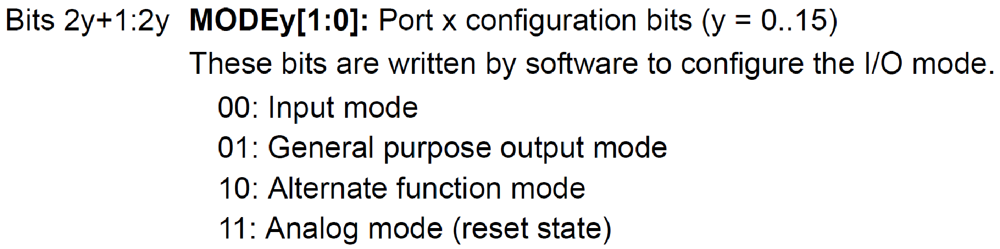 Bits 2y+1:2y MODEy[1:0]: Port x configuration bits (y = 0..15)
These bits are written by software to configure the I/O mode.
00: Input mode
01: General purpose output mode
10: Alternate function mode
11: Analog mode (reset state)